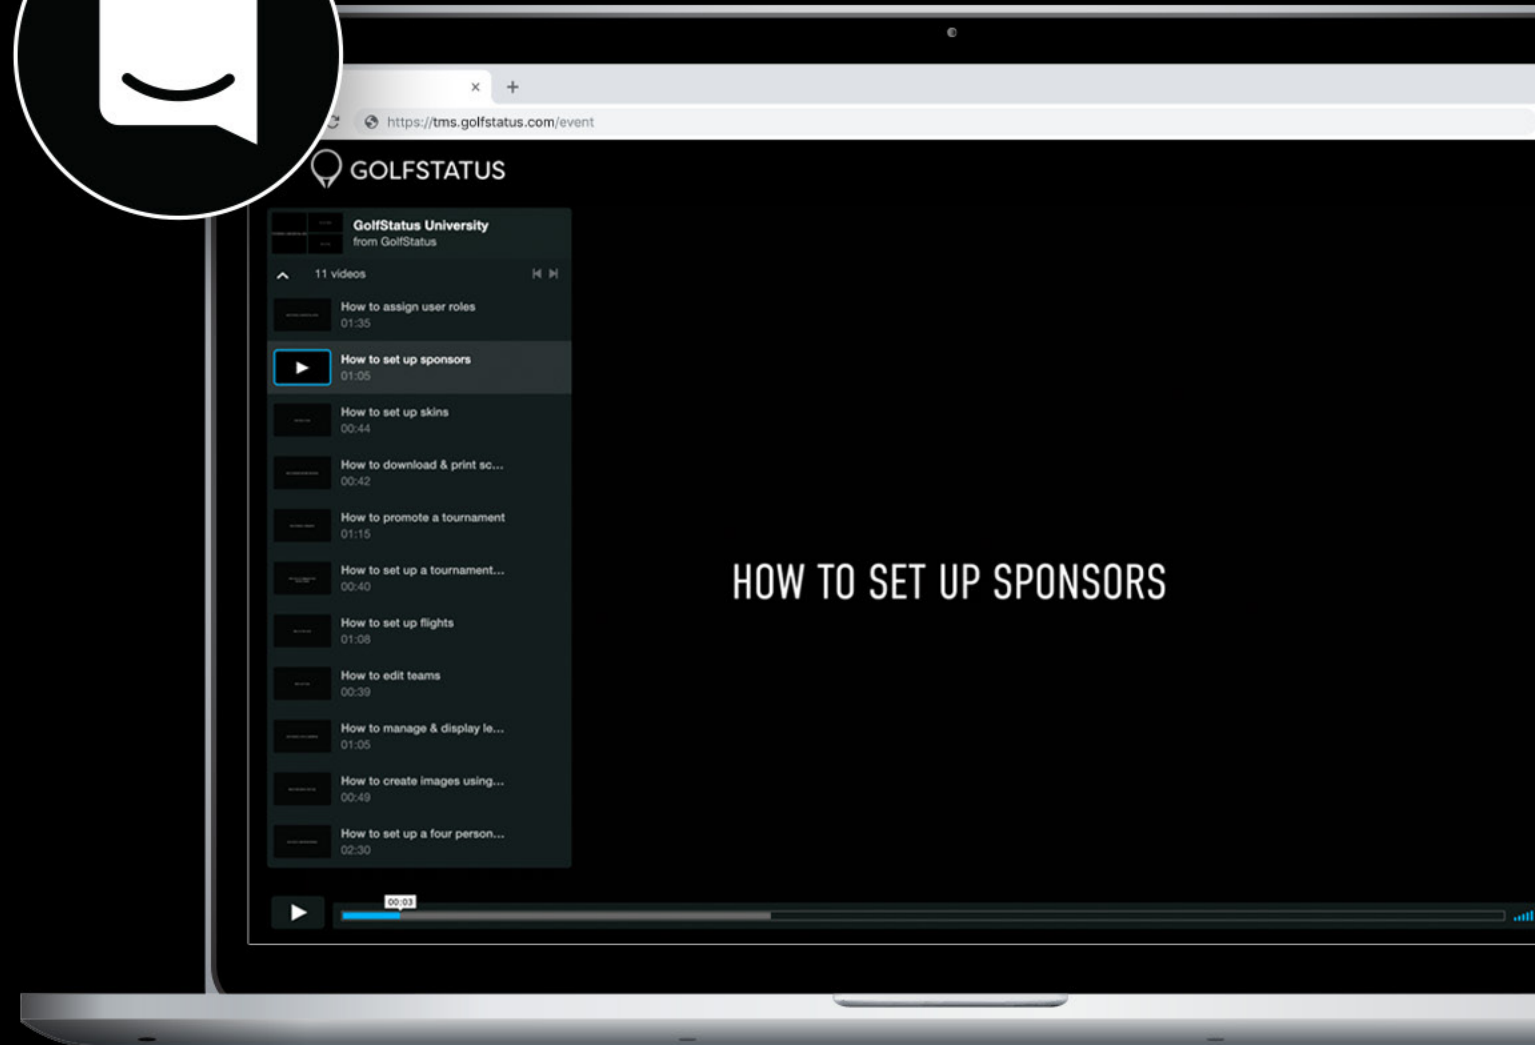 https://tms.golfstatus.com/event
GOLFSTATUS
GolfStatus University
from GolfStatus
11 videos
How to assign user roles
01:35
How to set up sponsors
01:05
How to set up skins
00:44
How to download & print sc...
00:42
How to promote a tournament
01:15
How to set up a tournament...
00:40
How to set up flights
01:08
How to edit teams
00:39
How to manage & display le...
01:05
How to create images using...
00:49
How to set up a four person...
02:30
HOW TO SET UP SPONSORS
00:03